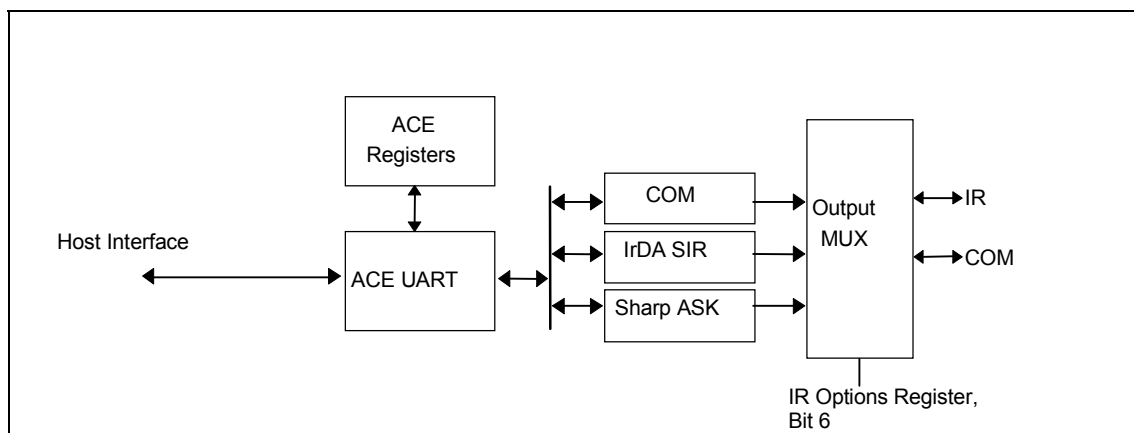 ACE
Registers
Host Interface
ACE UART
COM
IrDA SIR
Sharp ASK
Output
MUX
IR
COM
IR Options Register,
Bit 6